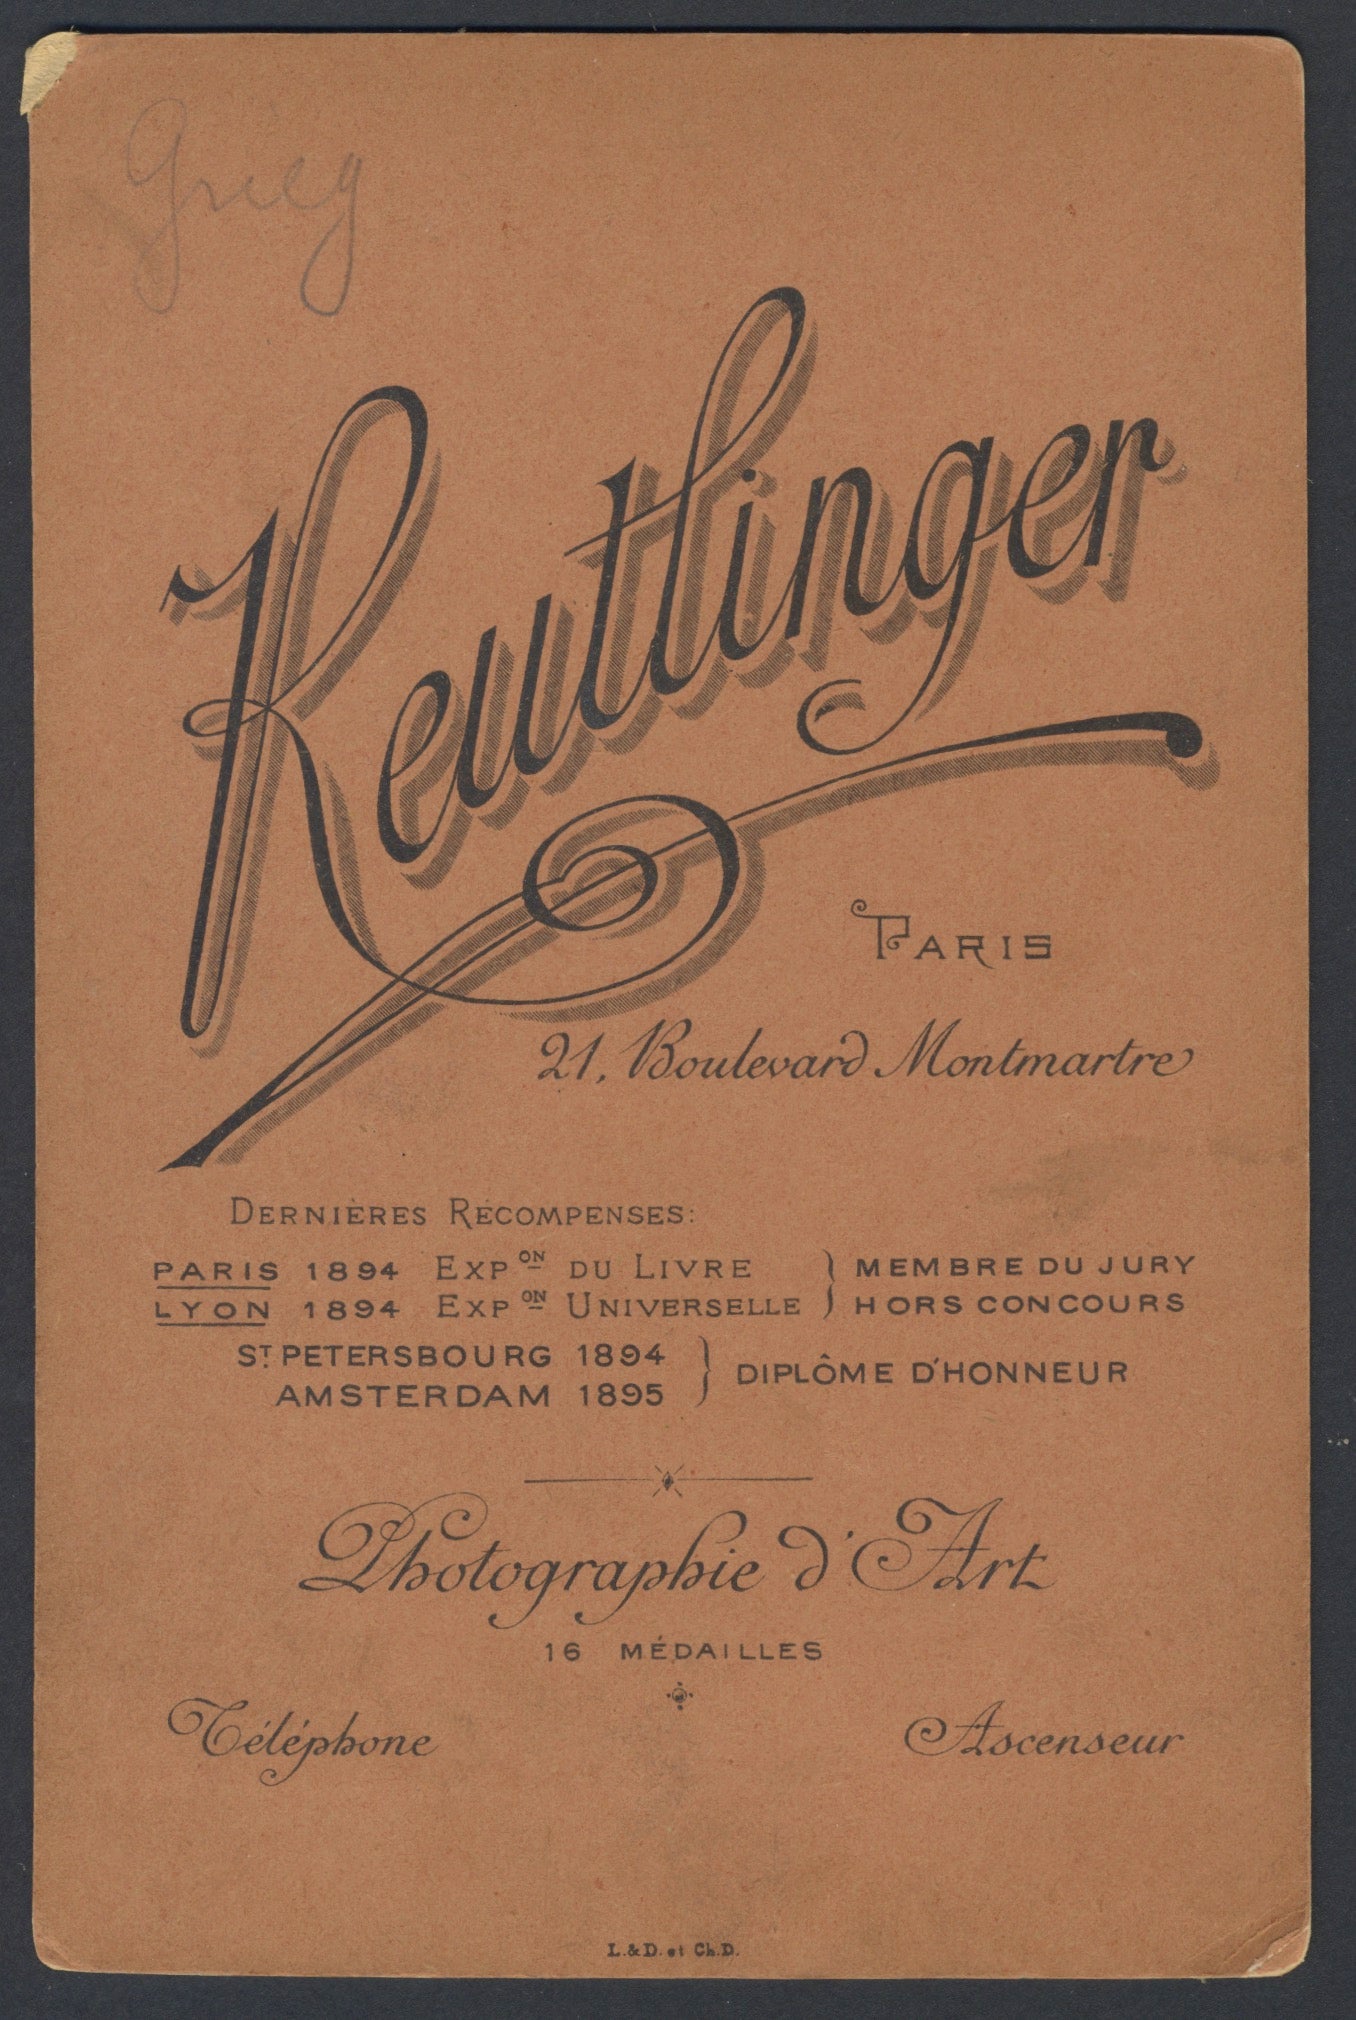 Grieg
Reutlinger
PARIS
21, Boulevard Montmartre
DERNIÈRES RÉCOMPENSES:
PARIS 1894 EXPON DU LIVRE } MEMBRE DU JURY
LYON 1894 EXPON UNIVERSELLE } HORS CONCOURS
ST PETERSBOURG 1894
AMSTERDAM 1895 } DIPLÔME D'HONNEUR
Photographie d'Art
16 MÉDAILLES
Téléphone Ascenseur
L.& D. et Ch.D.